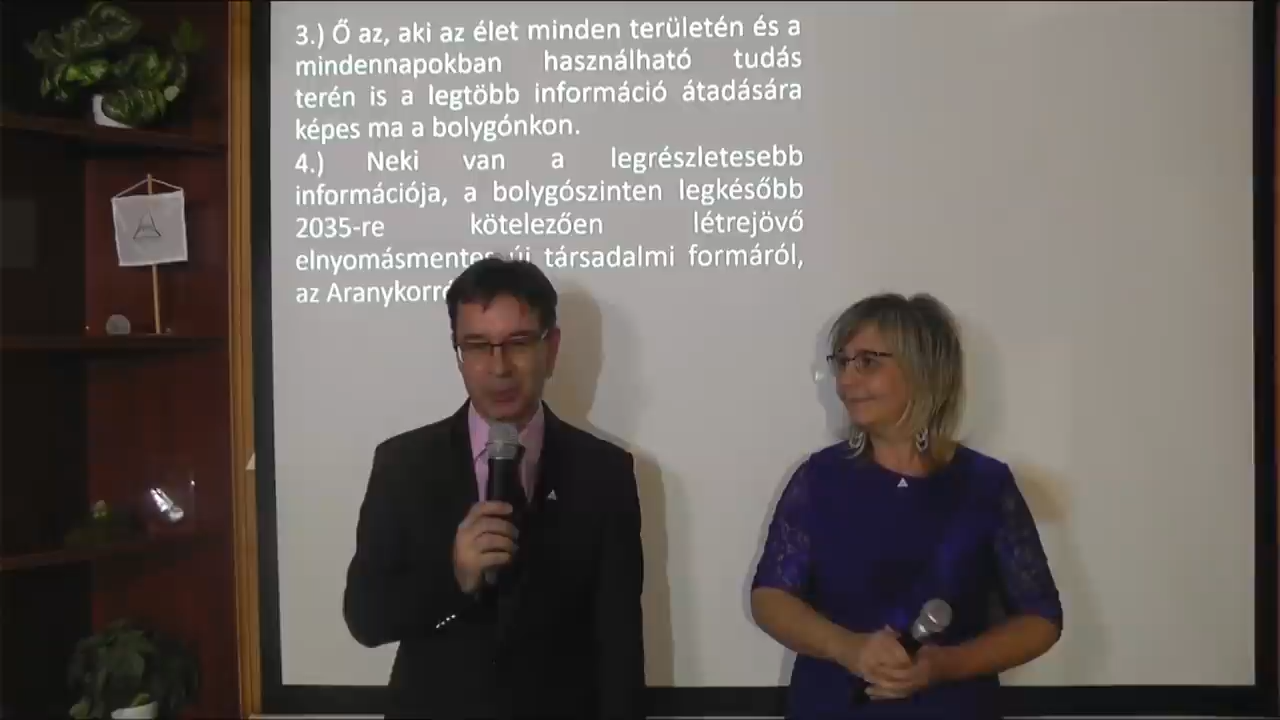 3.) Ő az, aki az élet minden területén és a
mindennapokban használható tudás
terén is a legtöbb információ átadására
képes ma a bolygónkon.
4.) Neki van a legrészletesebb
információja, a bolygószinten legkésőbb
2035-re kötelezően létrejövő
elnyomásmentes új társadalmi formáról,
az